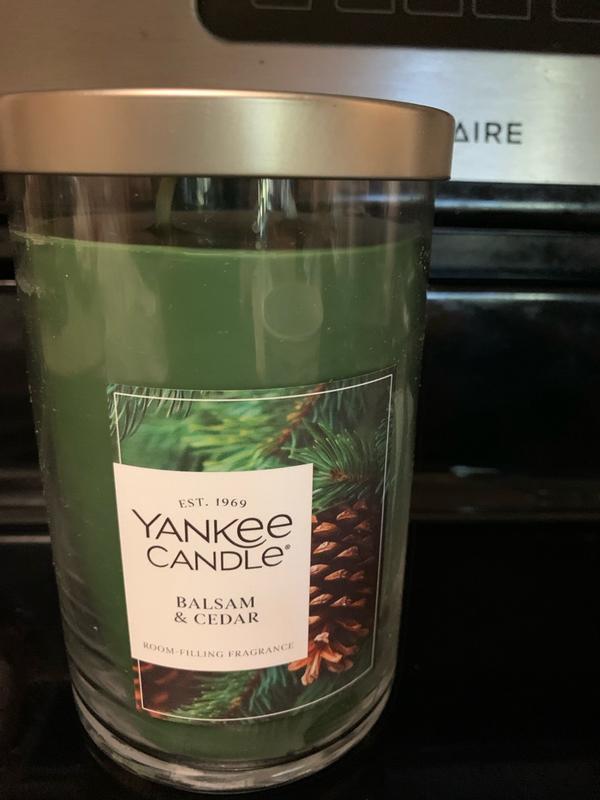 AIRE
EST. 1969
YANKEE
CANDLE®
BALSAM
& CEDAR
ROOM-FILLING FRAGRANCE